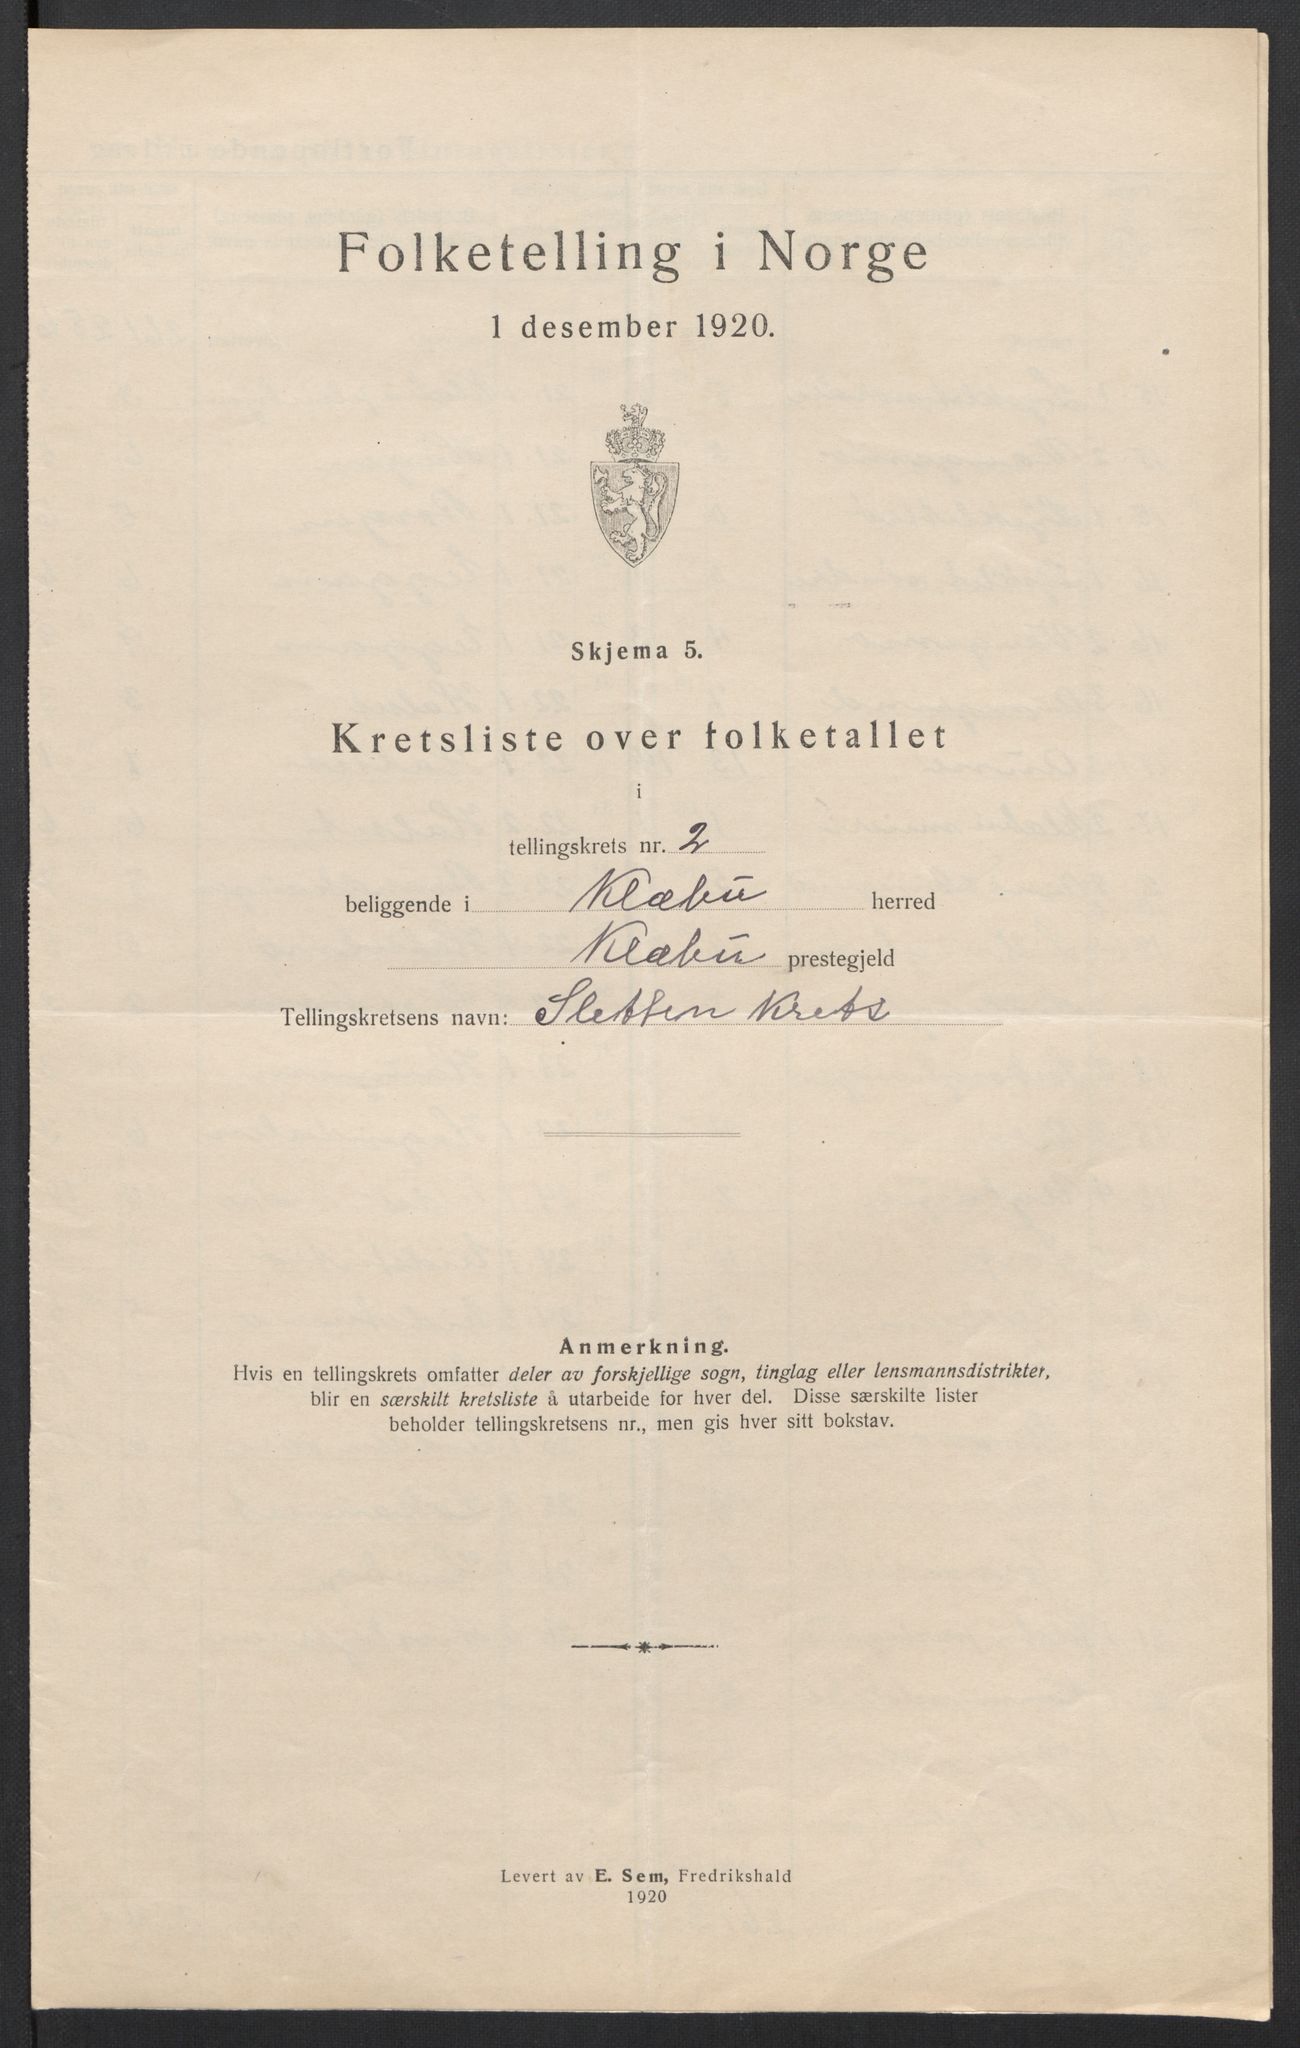 Folketelling i Norge
1 desember 1920.
Skjema 5.
Kretsliste over folketallet
i
tellingskrets nr. 2
beliggende i Klæbu herred
Klæbu prestegjeld
Tellingskretsens navn: Sletten Krets
Anmerkning.
Hvis en tellingskrets omfatter deler av forskjellige sogn, tinglag eller lensmannsdistrikter,
blir en særskilt kretsliste å utarbeide for hver del. Disse særskilte lister
beholder tellingskretsens nr., men gis hver sitt bokstav.
Levert av E. Sem, Fredrikshald
1920